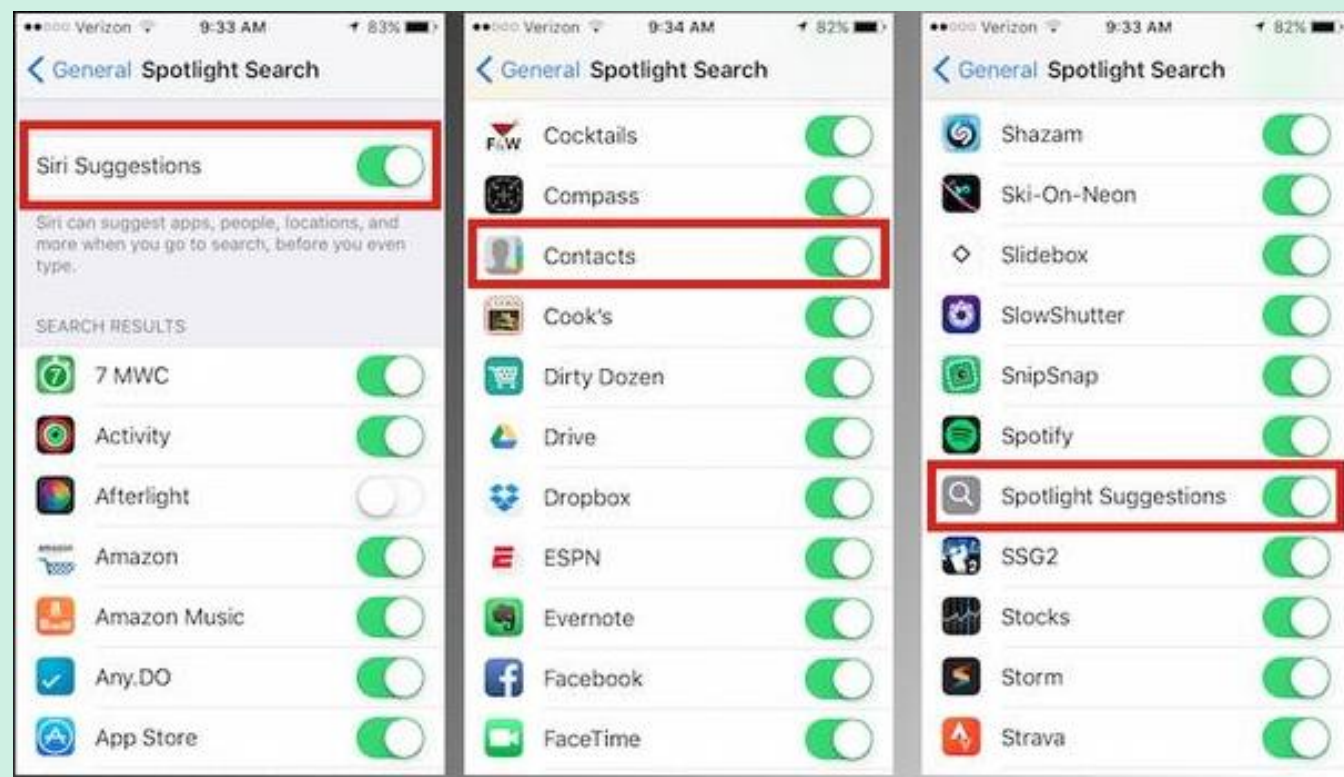 Verizon 9:33 AM 83%
General Spotlight Search
Siri Suggestions
Siri can suggest apps, people, locations, and
more when you go to search, before you even
type.
SEARCH RESULTS
7 7 MWC
Activity
Afterlight
amazon Amazon
Amazon Music
Any.DO
App Store
Verizon 9:34 AM 82%
General Spotlight Search
F&W Cocktails
Compass
Contacts
Cook's
Dirty Dozen
Drive
Dropbox
ESPN
Evernote
f Facebook
FaceTime
Verizon 9:33 AM 82%
General Spotlight Search
Shazam
Ski-On-Neon
Slidebox
SlowShutter
SnipSnap
Spotify
Spotlight Suggestions
2 SSG2
Stocks
Storm
Strava